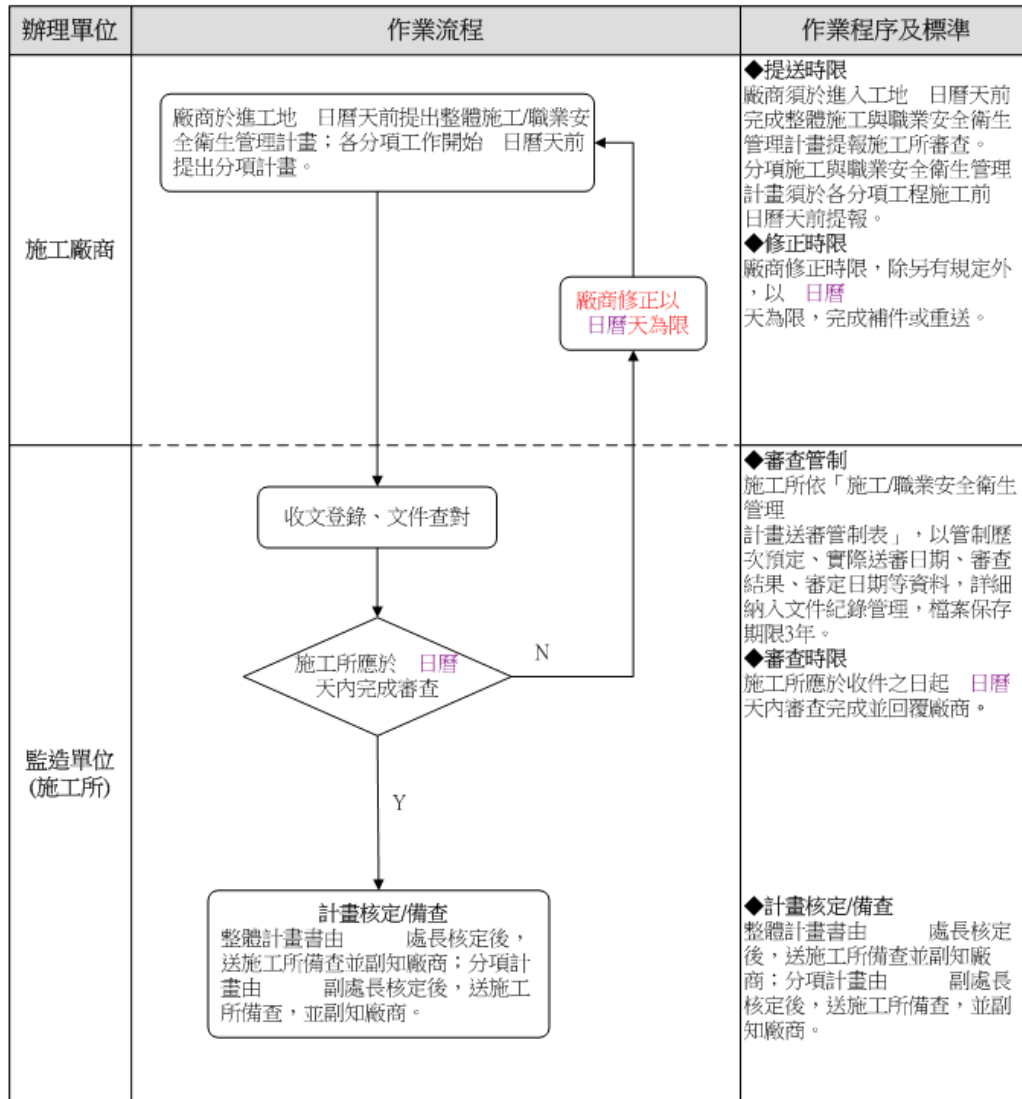 辦理單位
作業流程
作業程序及標準
施工廠商
廠商於進工地 日曆天前提出整體施工/職業安
全衛生管理計畫；各分項工作開始 日曆天前
提出分項計畫。
廠商修正以
日曆天為限
◆提送時限
廠商須於進入工地 日曆天前
完成整體施工與職業安全衛生
管理計畫提報施工所審查。
分項施工與職業安全衛生管理
計畫須於各分項工程施工前
日曆天前提報。
◆修正時限
廠商修正時限，除另有規定外
，以 日曆
天為限，完成補件或重送。
監造單位
(施工所)
收文登錄、文件查對
施工所應於 日曆
天內完成審查
N
Y
計畫核定/備查
整體計畫書由 處長核定後，
送施工所備查並副知廠商；分項計
畫由 副處長核定後，送施工
所備查，並副知廠商。
◆審查管制
施工所依「施工/職業安全衛生
管理
計畫送審管制表」，以管制歷
次預定、實際送審日期、審查
結果、審定日期等資料，詳細
納入文件紀錄管理，檔案保存
期限3年。
◆審查時限
施工所應於收件之日起 日曆
天內審查完成並回覆廠商。
◆計畫核定/備查
整體計畫書由 處長核定
後，送施工所備查並副知廠
商；分項計畫由 副處長
核定後，送施工所備查，並副
知廠商。